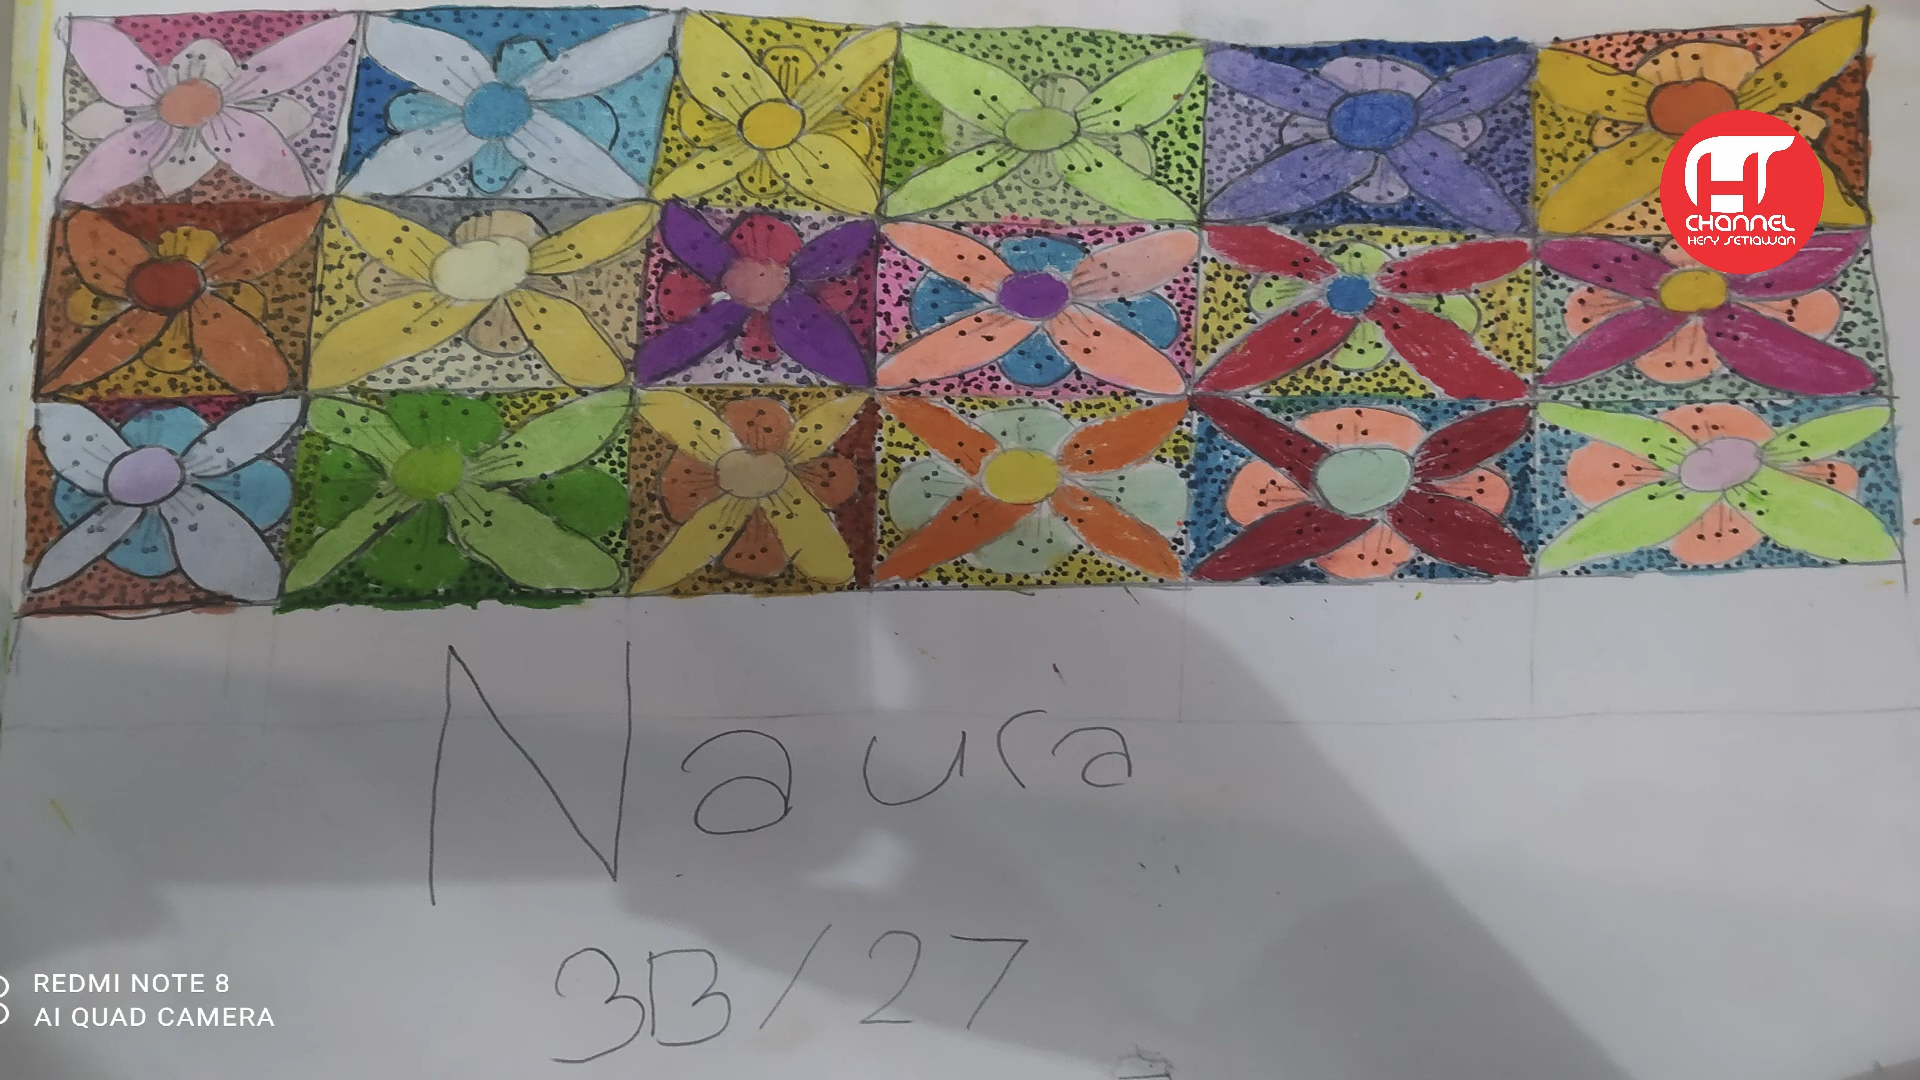 HT
CHANNEL
HERY SETIAWAN
Naura
3B/27
REDMI NOTE 8
AI QUAD CAMERA